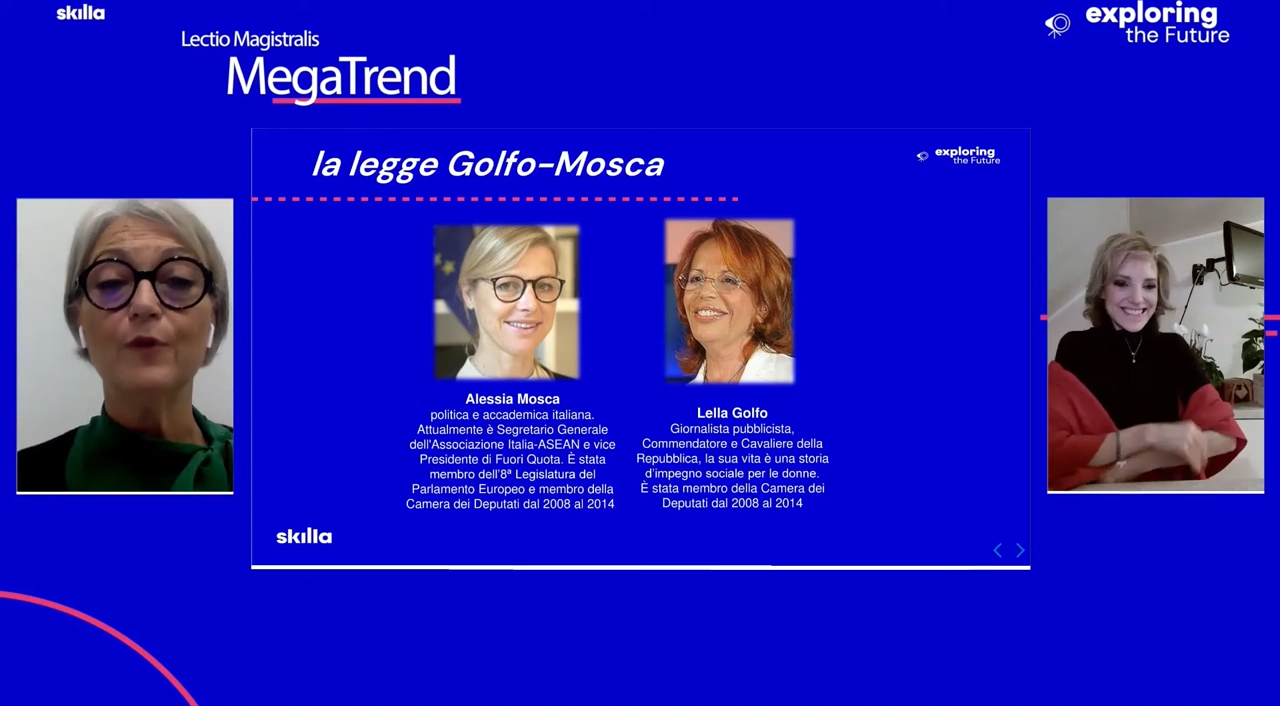 skilla
Lectio Magistralis
MegaTrend
exploring
the Future
la legge Golfo-Mosca
exploring
the Future
Alessia Mosca
politica e accademica italiana.
Attualmente è Segretario Generale
dell'Associazione Italia-ASEAN e vice
Presidente di Fuori Quota. È stata
membro dell'8ª Legislatura del
Parlamento Europeo e membro della
Camera dei Deputati dal 2008 al 2014
Lella Golfo
Giornalista pubblicista,
Commendatore e Cavaliere della
Repubblica, la sua vita è una storia
d'impegno sociale per le donne.
È stata membro della Camera dei
Deputati dal 2008 al 2014
skilla